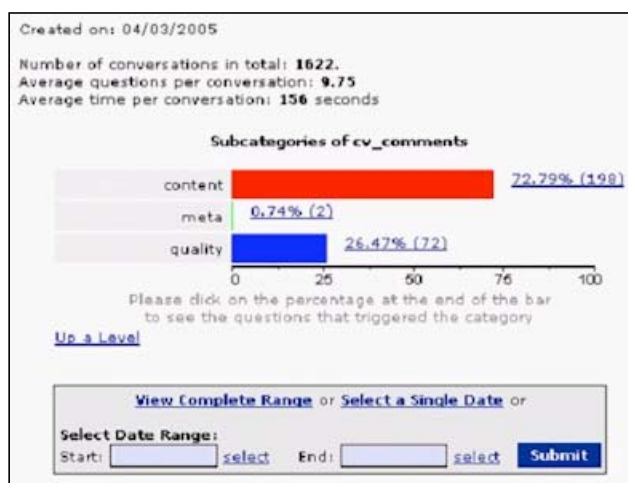 Created on: 04/03/2005
Number of conversations in total: 1622.
Average questions per conversation: 9.75
Average time per conversation: 156 seconds
Subcategories of cv_comments
content 72.79% (198)
meta 0.74% (2)
quality 26.47% (72)
0 25 50 75 100
Please click on the percentage at the end of the bar
to see the questions that triggered the category
Up a Level
View Complete Range or Select a Single Date or
Select Date Range:
Start: select End: select Submit